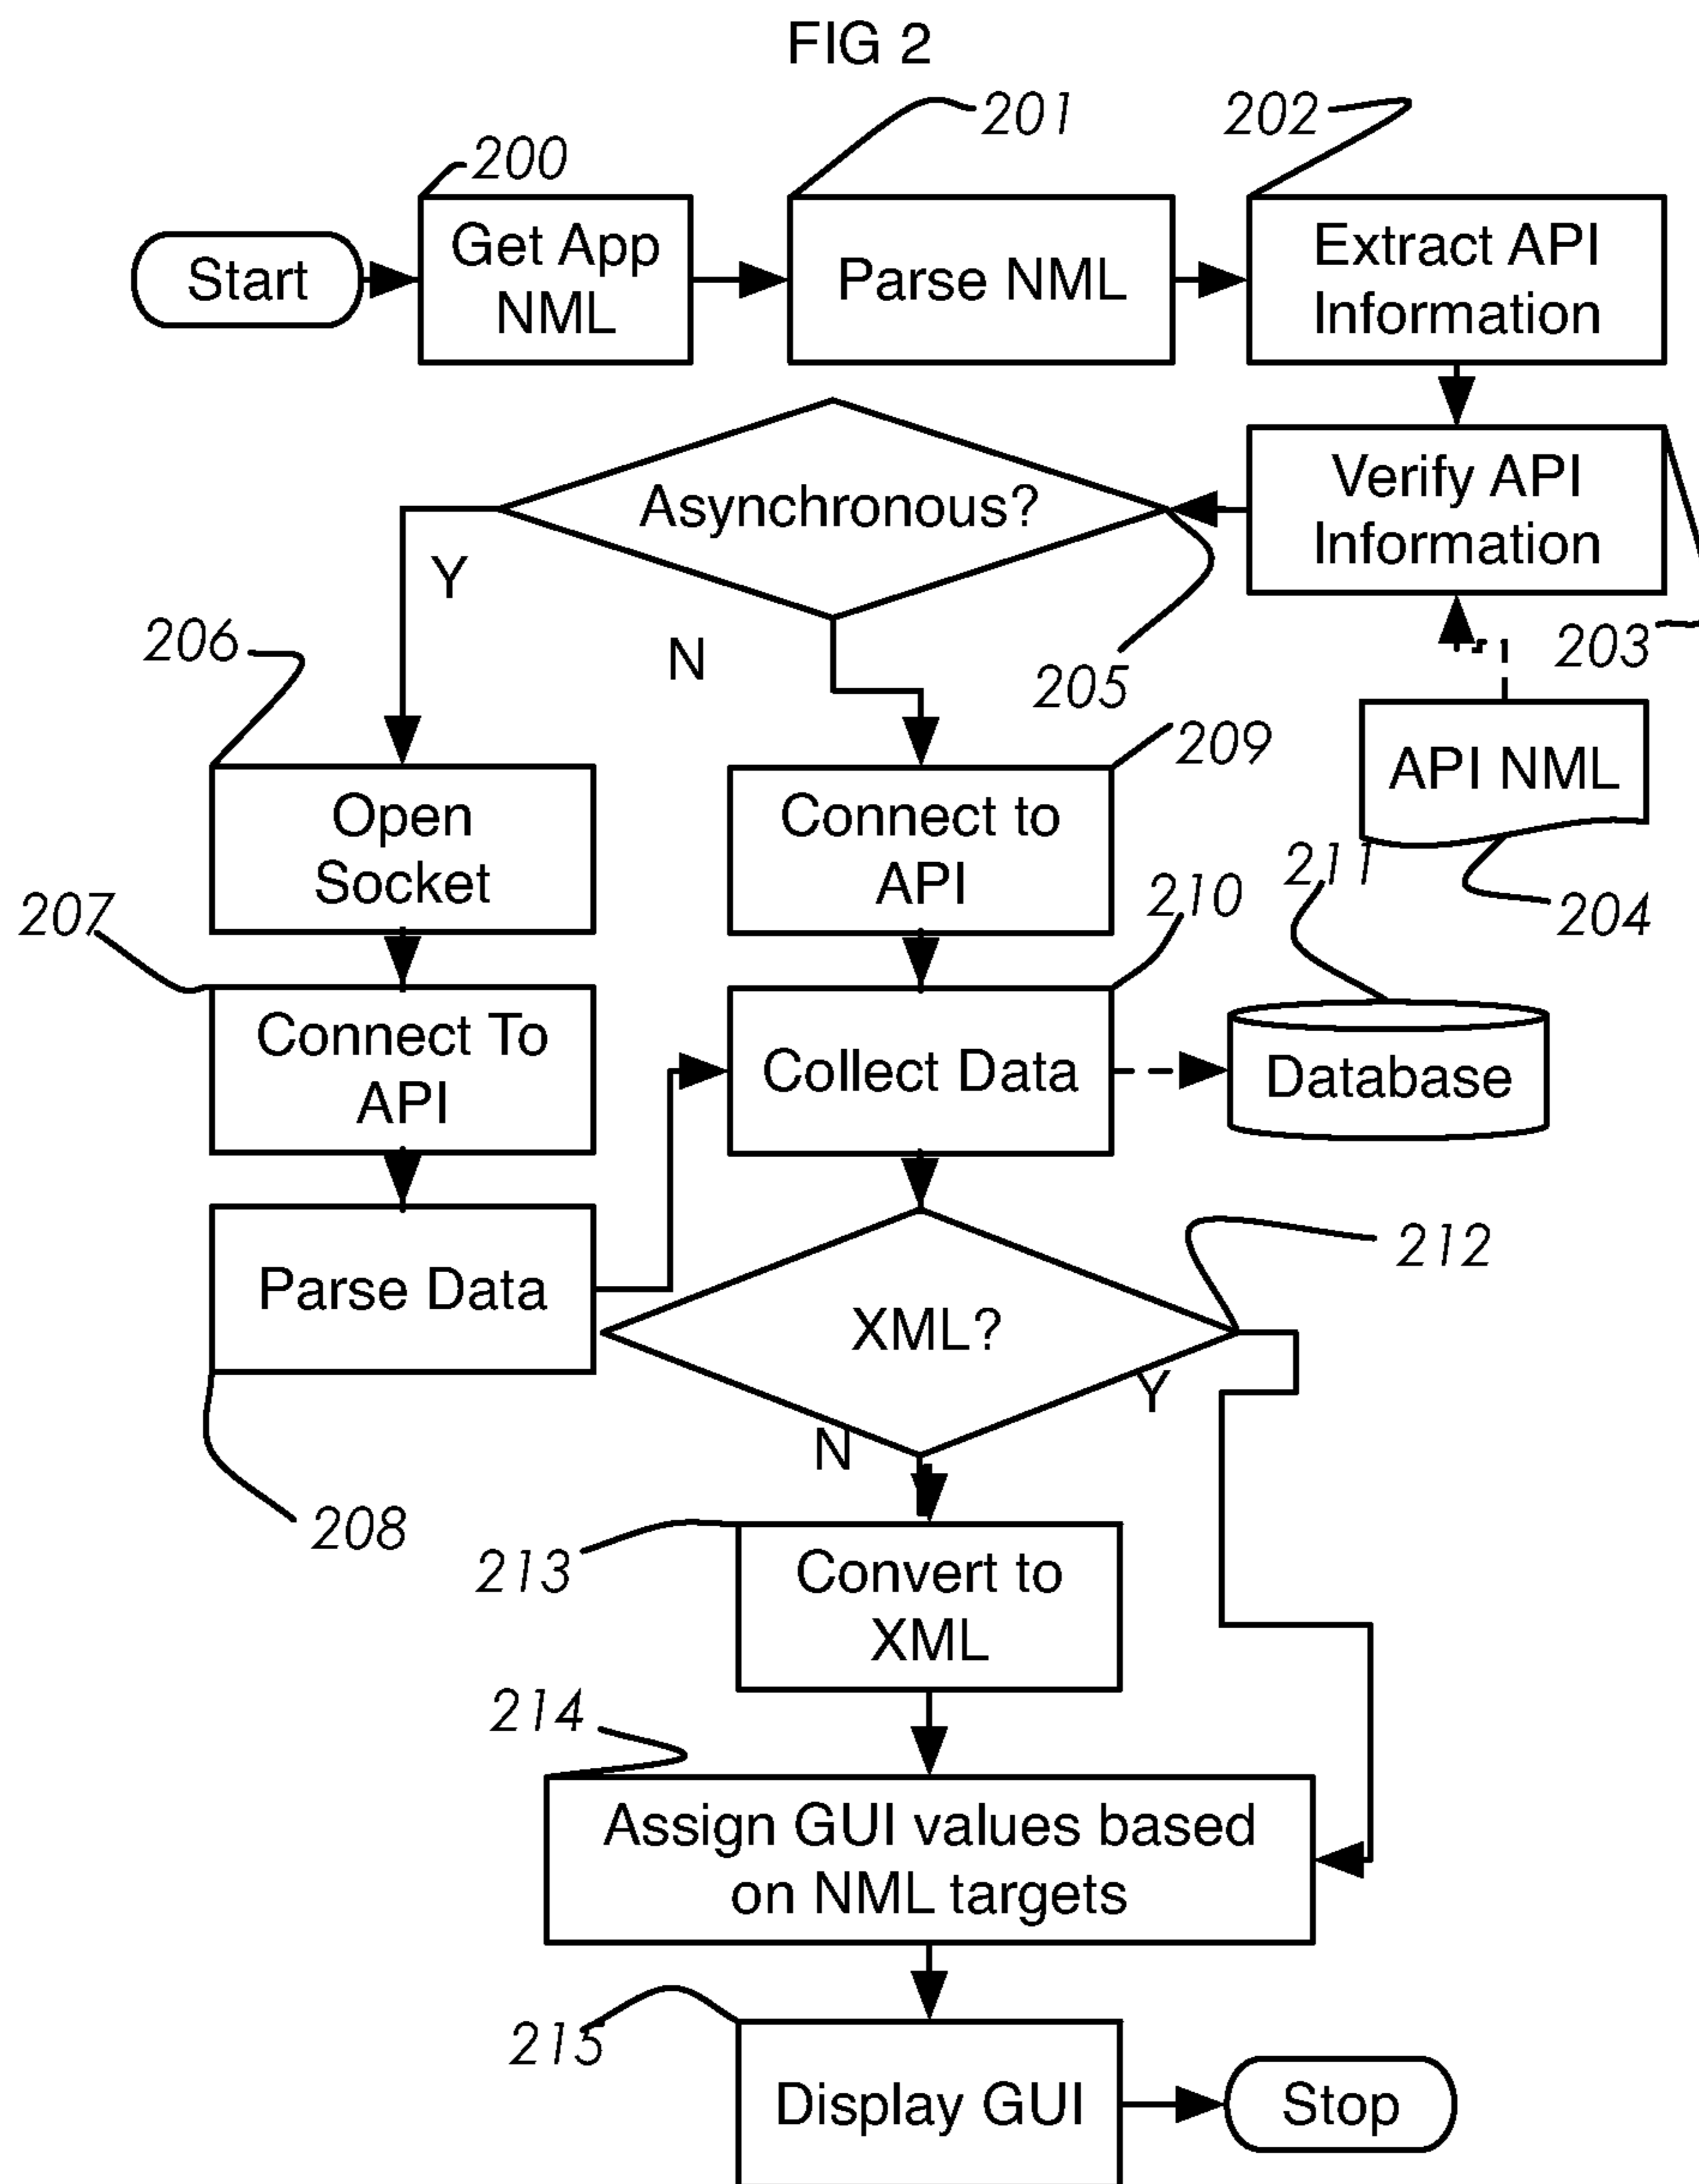 FIG 2
201
202
200
Start
Get App
NML
Parse NML
Extract API
Information
Asynchronous?
Verify API
Information
Y
N
206
205
203
209
API NML
Open
Socket
Connect to
API
211
204
207
210
Connect To
API
Collect Data
Database
Parse Data
XML?
212
Y
N
208
213
Convert to
XML
214
Assign GUI values based
on NML targets
215
Display GUI
Stop